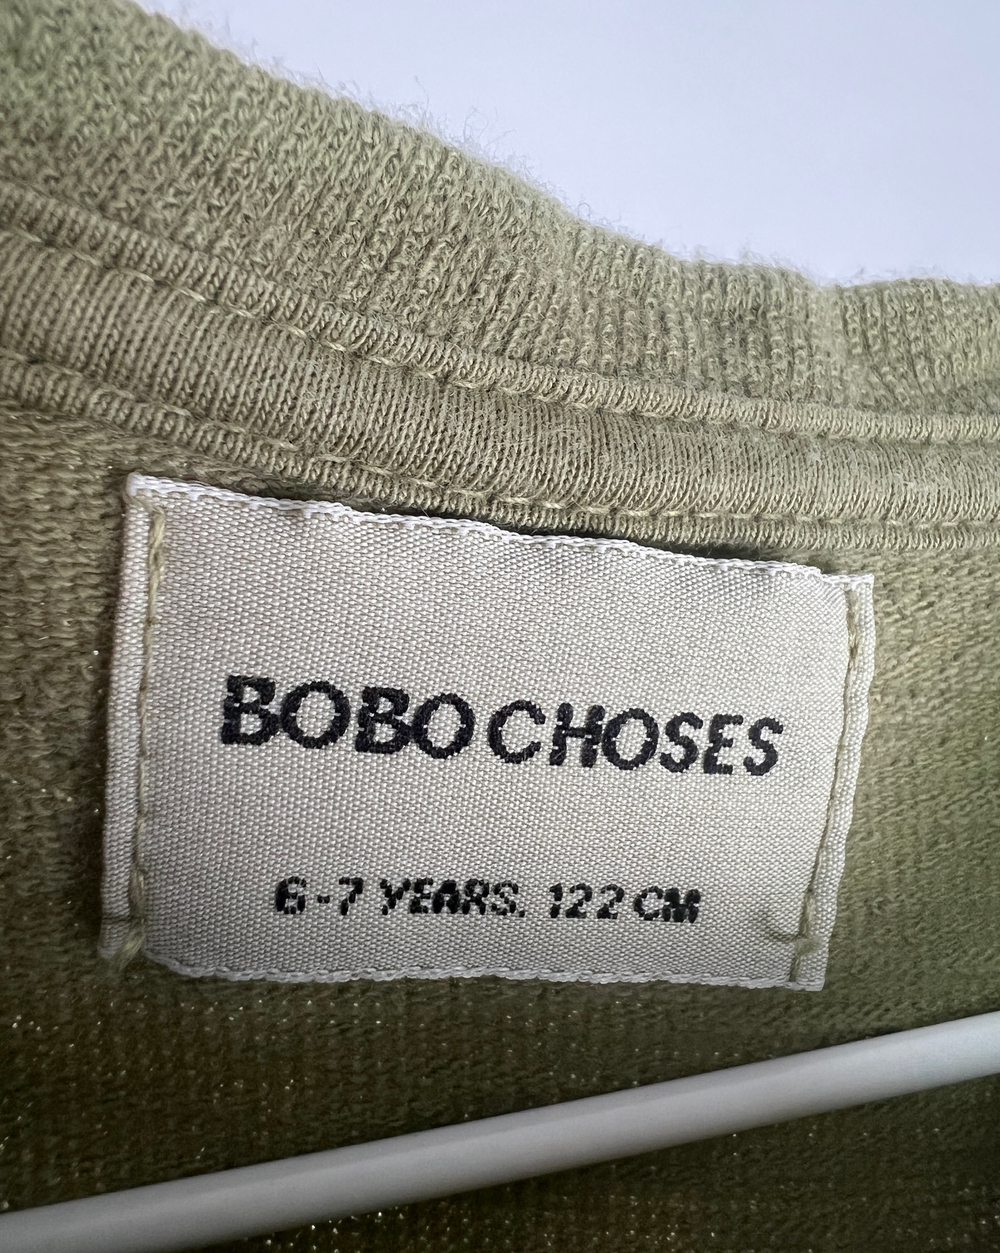 BOBO CHOSES
6-7 YEARS. 122 CM